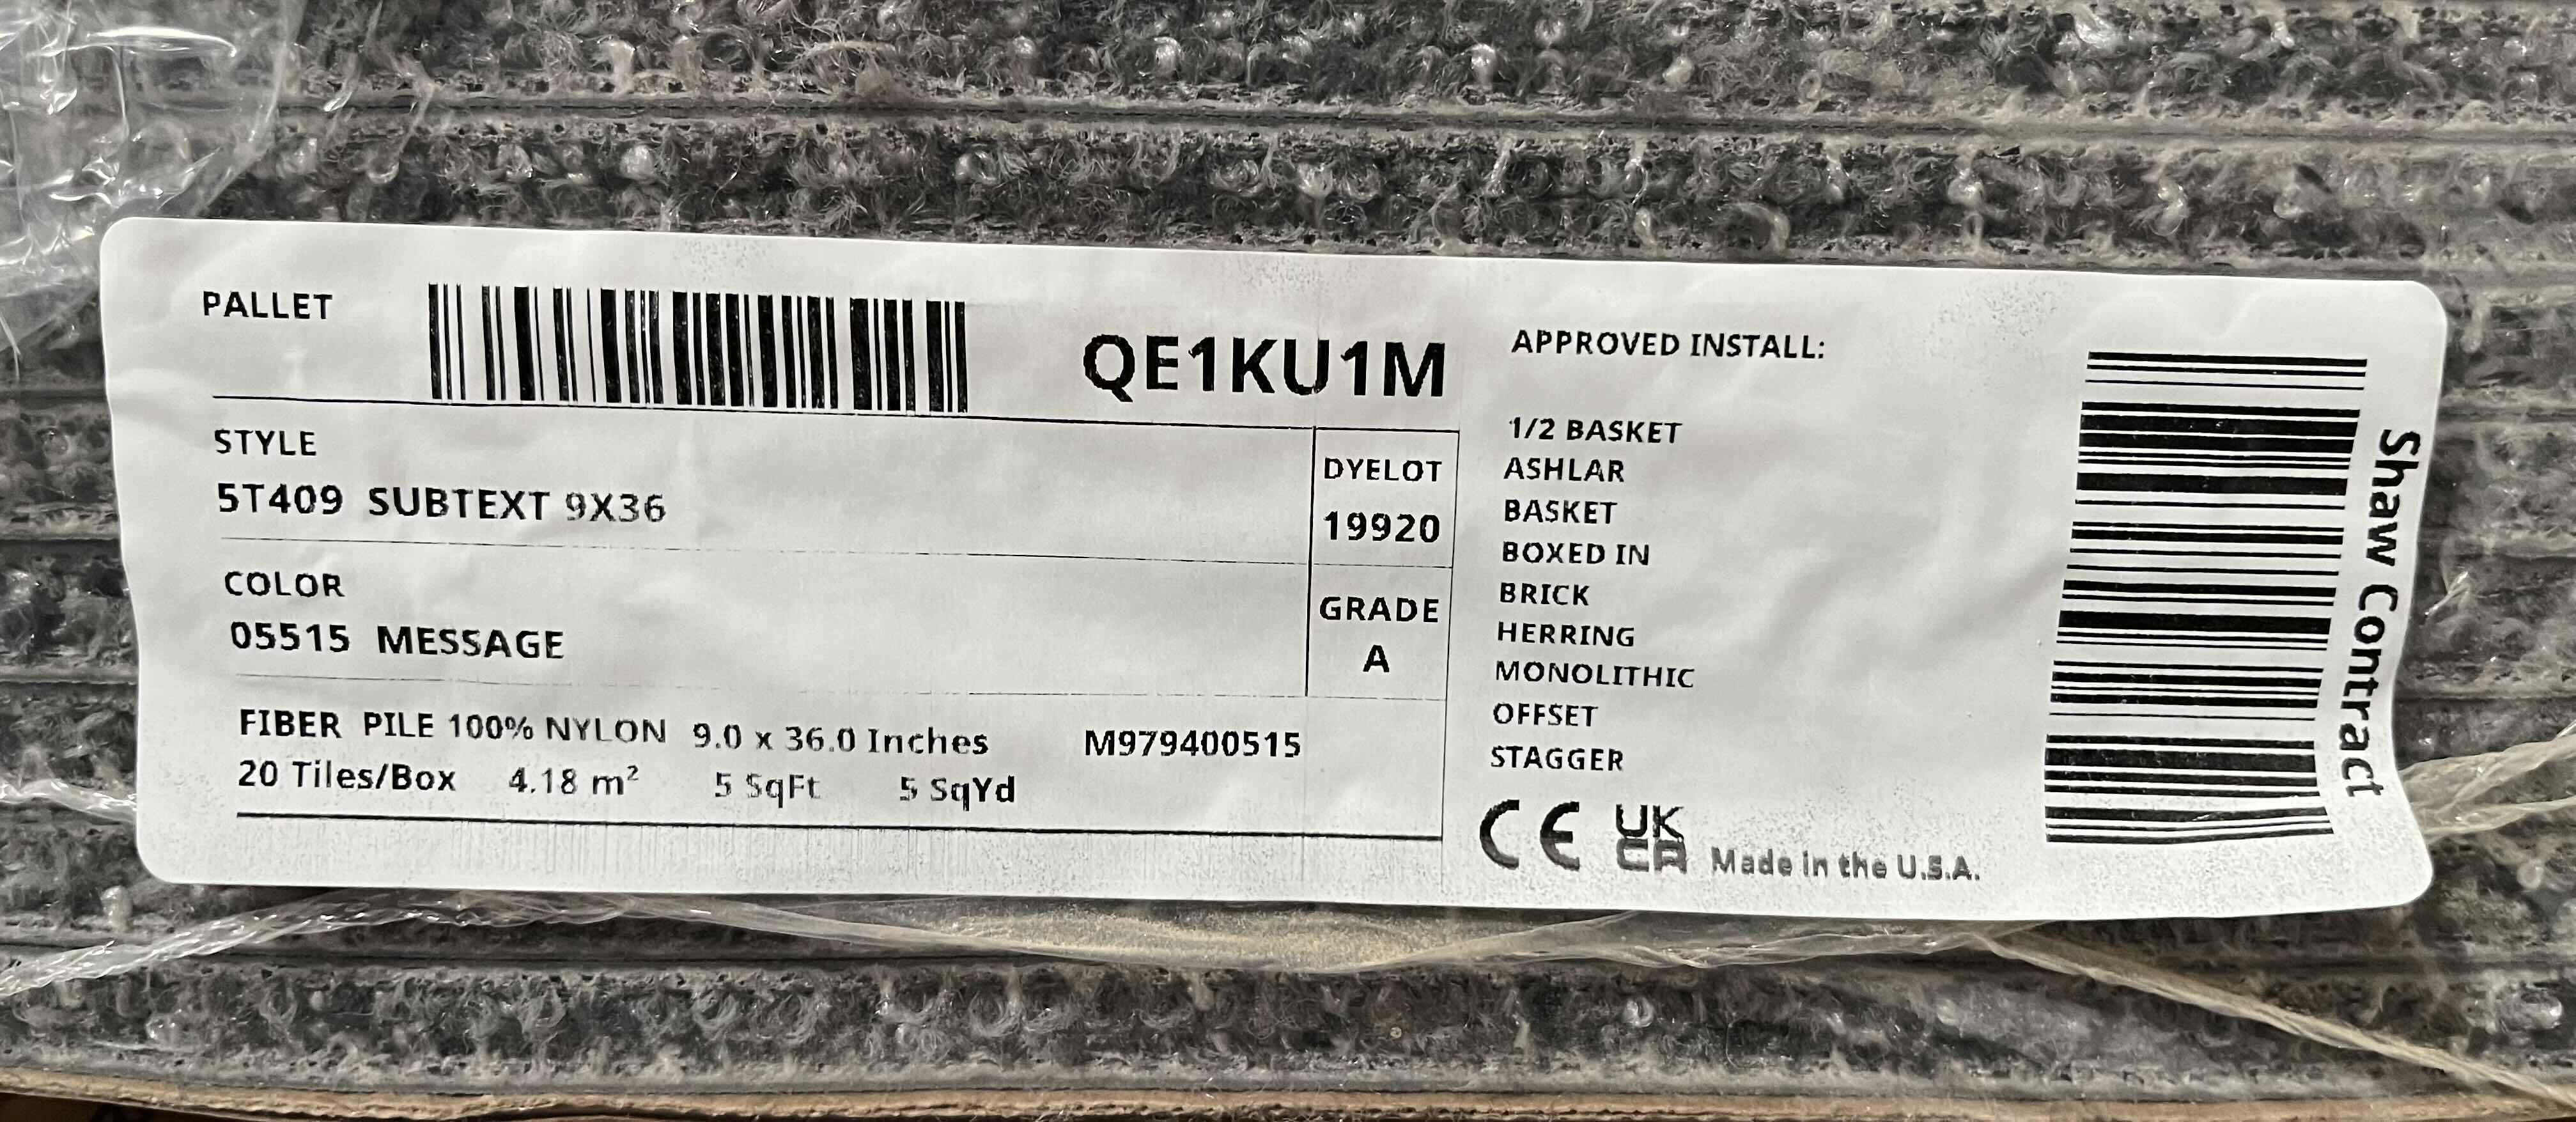 PALLET
QE1KU1M
STYLE
5T409 SUBTEXT 9X36
DYELOT
19920
COLOR
05515 MESSAGE
GRADE
A
FIBER PILE 100% NYLON 9.0 x 36.0 Inches M979400515
20 Tiles/Box 4.18 m² 5 SqFt 5 SqYd
APPROVED INSTALL:
1/2 BASKET
ASHLAR
BASKET
BOXED IN
BRICK
HERRING
MONOLITHIC
OFFSET
STAGGER
CE UK
CA Made in the U.S.A.
Shaw Contract